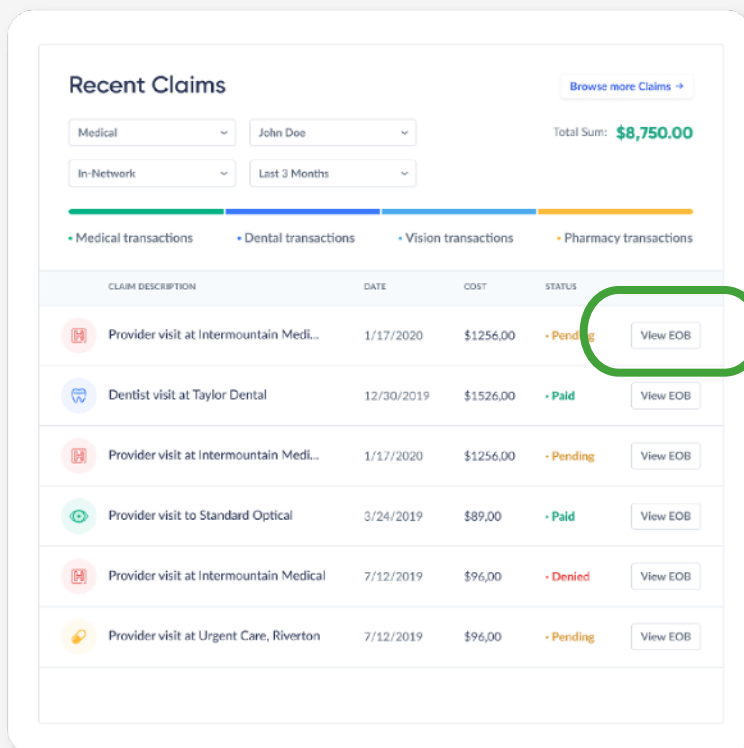 Recent Claims
Browse more Claims →
Medical
John Doe
Total Sum: $8,750.00
In-Network
Last 3 Months
• Medical transactions • Dental transactions • Vision transactions • Pharmacy transactions
CLAIM DESCRIPTION DATE COST STATUS
Provider visit at Intermountain Medi... 1/17/2020 $1256,00 • Pending View EOB
Dentist visit at Taylor Dental 12/30/2019 $1526,00 • Paid View EOB
Provider visit at Intermountain Medi... 1/17/2020 $1256,00 • Pending View EOB
Provider visit to Standard Optical 3/24/2019 $89,00 • Paid View EOB
Provider visit at Intermountain Medical 7/12/2019 $96,00 • Denied View EOB
Provider visit at Urgent Care, Riverton 7/12/2019 $96,00 • Pending View EOB